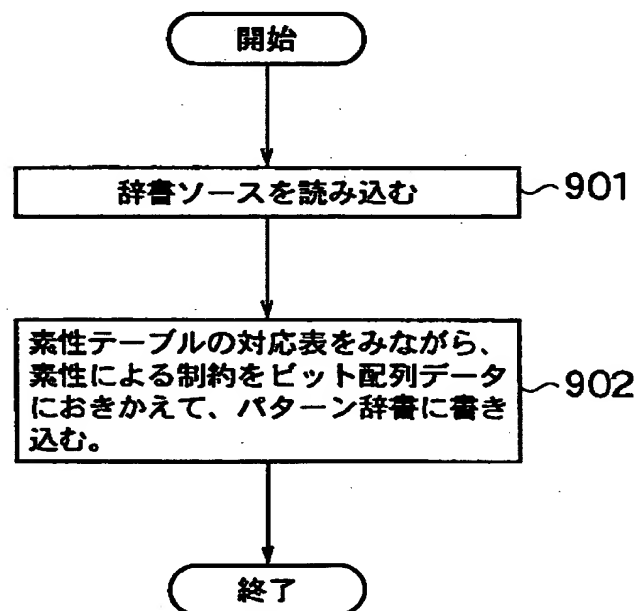 開始
辞書ソースを読み込む
901
素性テーブルの対応表をみながら、
素性による制約をビット配列データ
におきかえて、パターン辞書に書き
込む。
902
終了